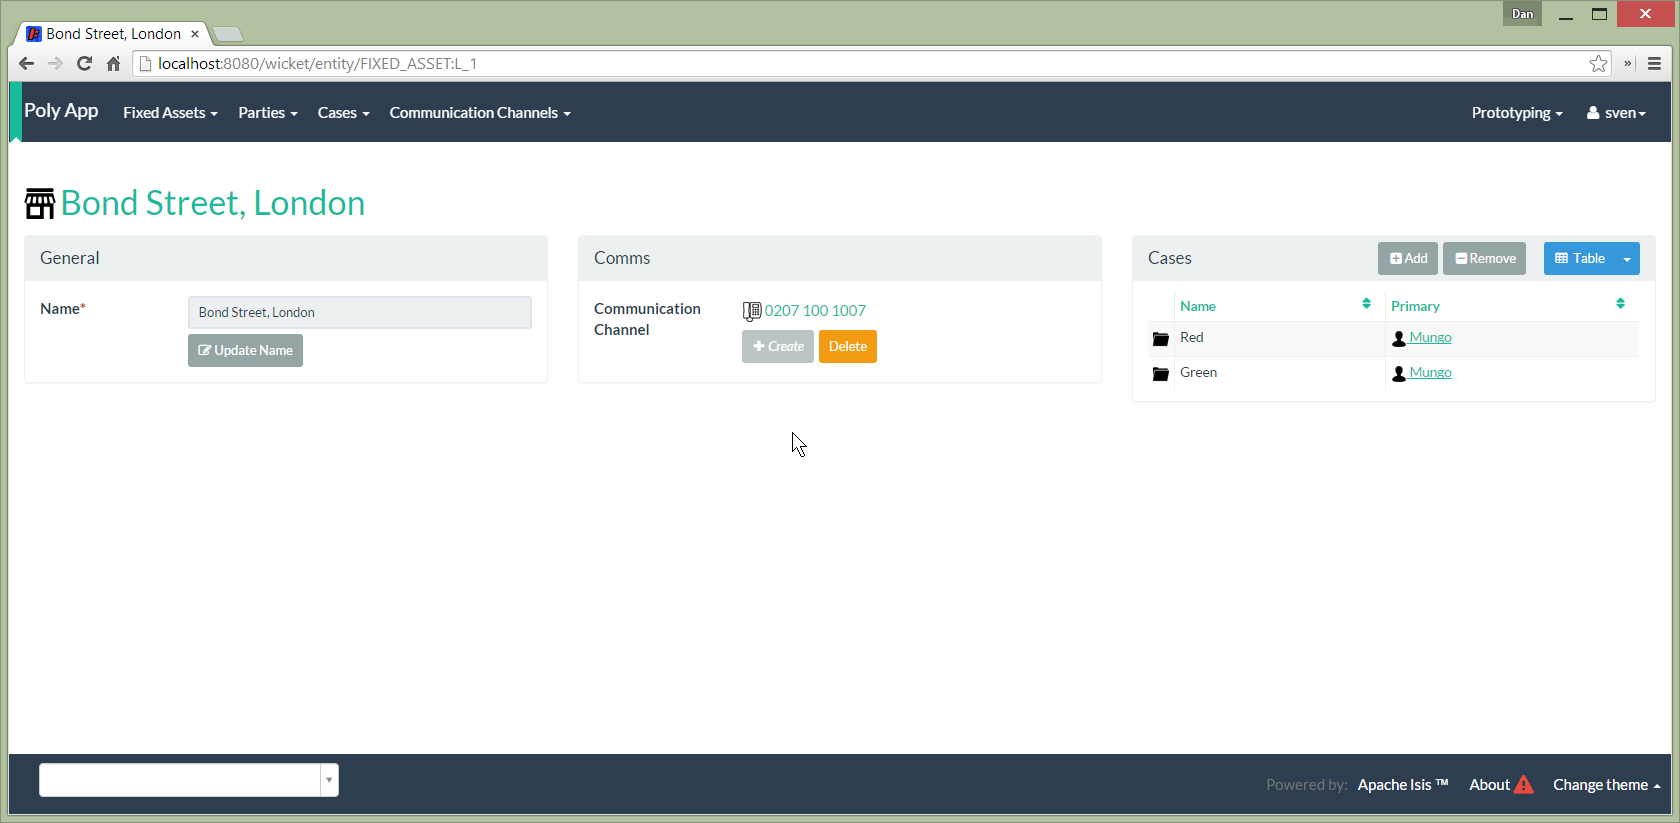 Dan
Bond Street, London
localhost:8080/wicket/entity/FIXED_ASSET:L_1
Poly App Fixed Assets Parties Cases Communication Channels Prototyping sven
Bond Street, London
General
Name*
Bond Street, London
Update Name
Comms
Communication Channel
0207 100 1007
Create Delete
Cases Add Remove Table
Name Primary
Red Mungo
Green Mungo
Powered by: Apache Isis ™ About Change theme